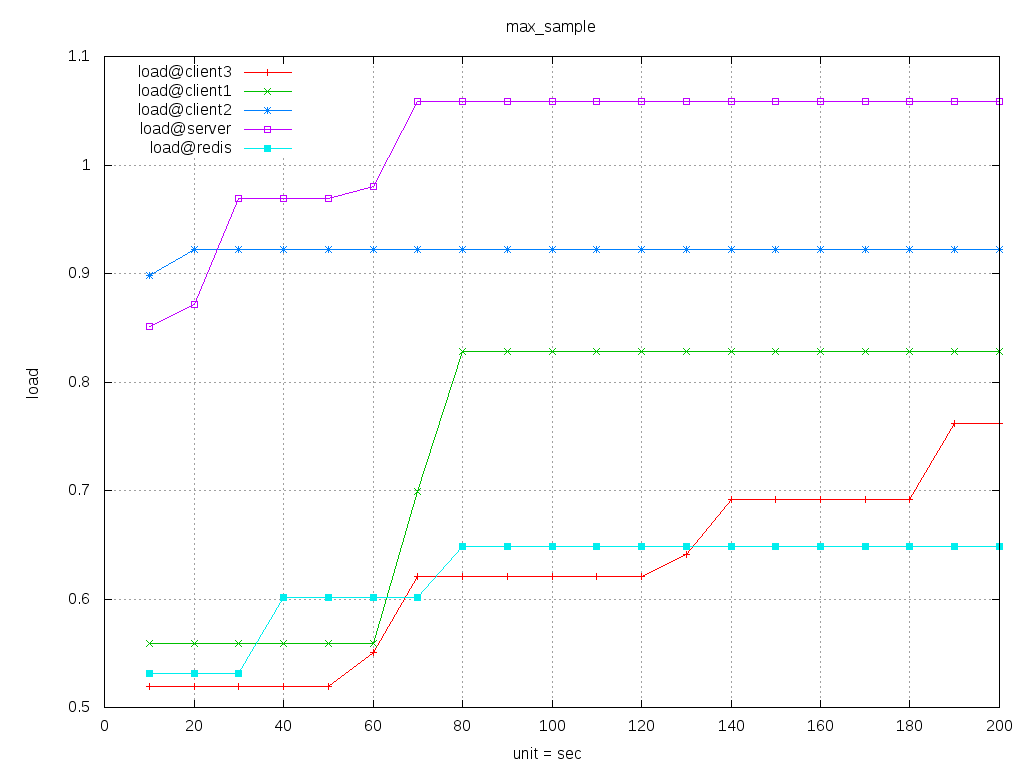 max_sample
1.1
load@client3
load@client1
load@client2
load@server
load@redis
1
0.9
0.8
load
0.7
0.6
0.5
0 20 40 60 80 100 120 140 160 180 200
unit = sec